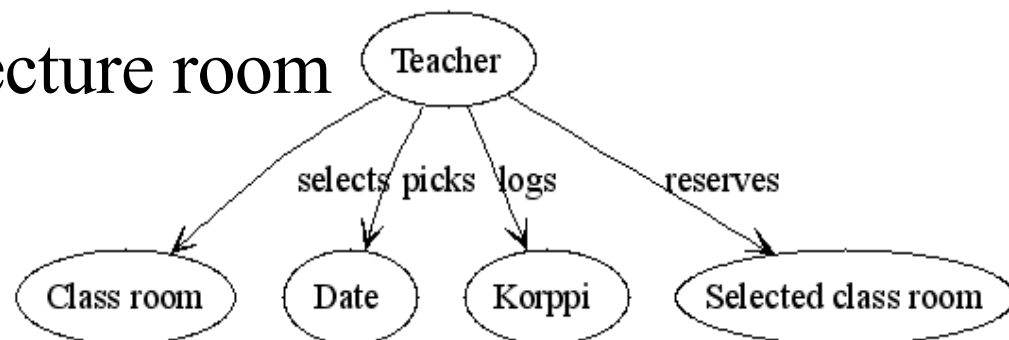 ecture room
Teacher
selects picks logs reserves
Class room Date Korppi Selected class room